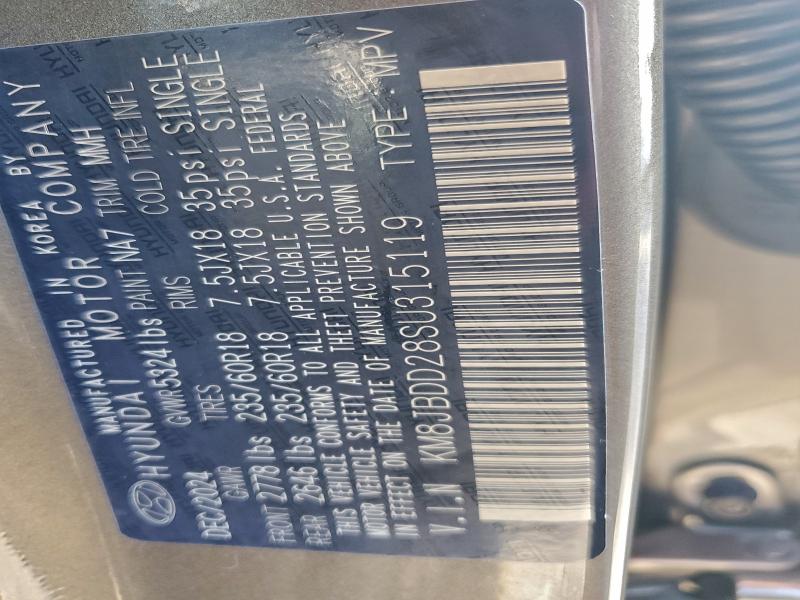 MANUFACTURED IN KOREA BY
HYUNDAI MOTOR COMPANY
DEC/2024 GVWR5324lbs PAINT:NA7 TRIM:MMH
GAWR TIRES RIMS COLD TIRE INFL
FRONT 2778 lbs 235/60R18 7.5JX18 35psi SINGLE
REAR 2646 lbs 235/60R18 7.5JX18 35psi SINGLE
THIS VEHICLE CONFORMS TO ALL APPLICABLE U.S.A. FEDERAL
MOTOR VEHICLE SAFETY AND THEFT PREVENTION STANDARDS
IN EFFECT ON THE DATE OF MANUFACTURE SHOWN ABOVE
V.I.N KM8JBDD28SU315119 TYPE:MPV